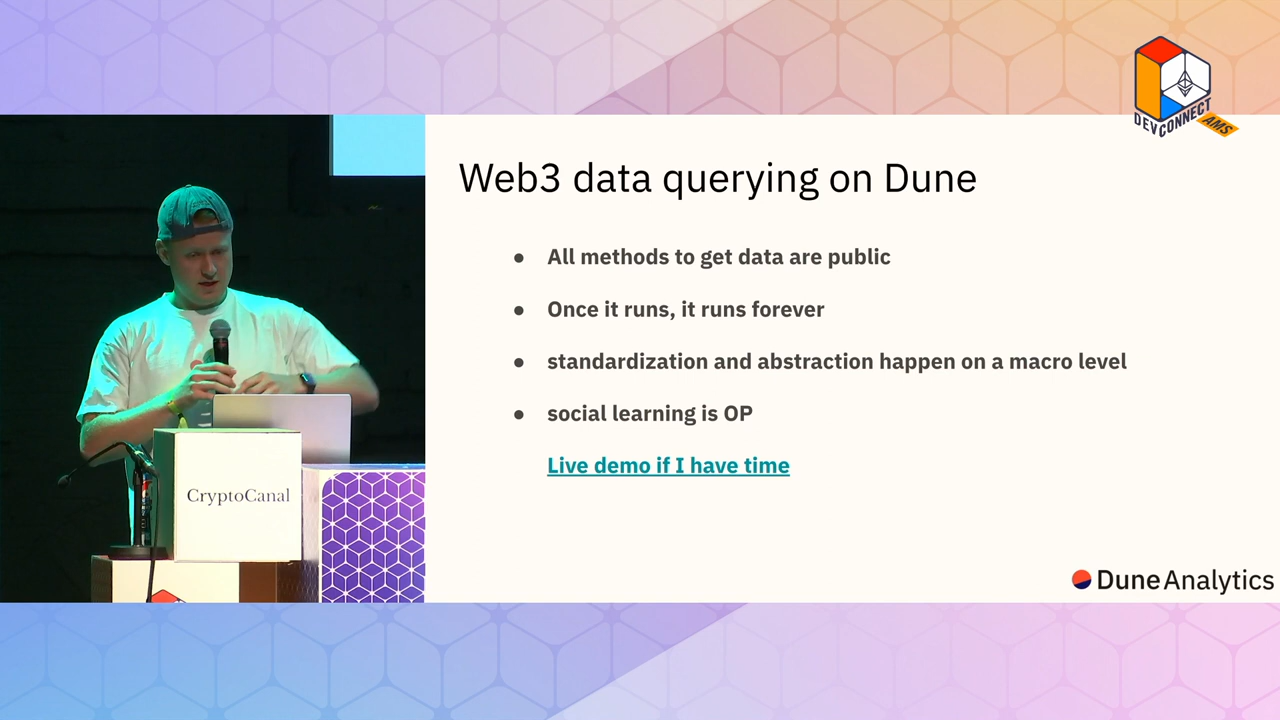 DEVCONNECT
AMS
Web3 data querying on Dune
● All methods to get data are public
● Once it runs, it runs forever
● standardization and abstraction happen on a macro level
● social learning is OP
Live demo if I have time
CryptoCanal
Dune Analytics